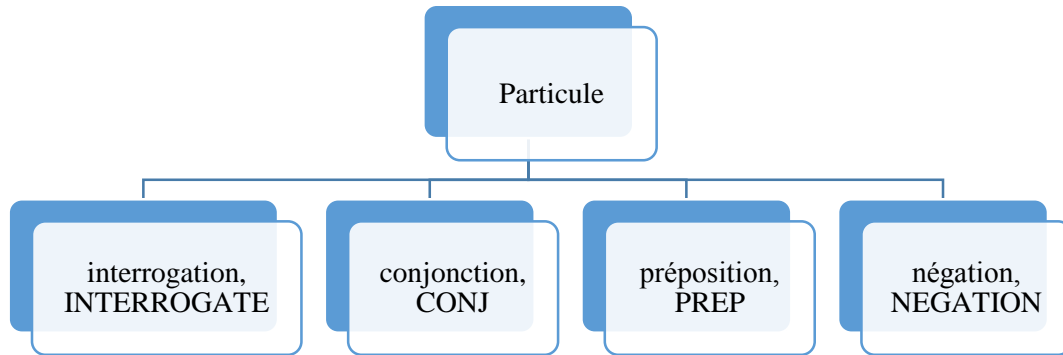 Particule
interrogation,
INTERROGATE
conjonction,
CONJ
préposition,
PREP
négation,
NEGATION